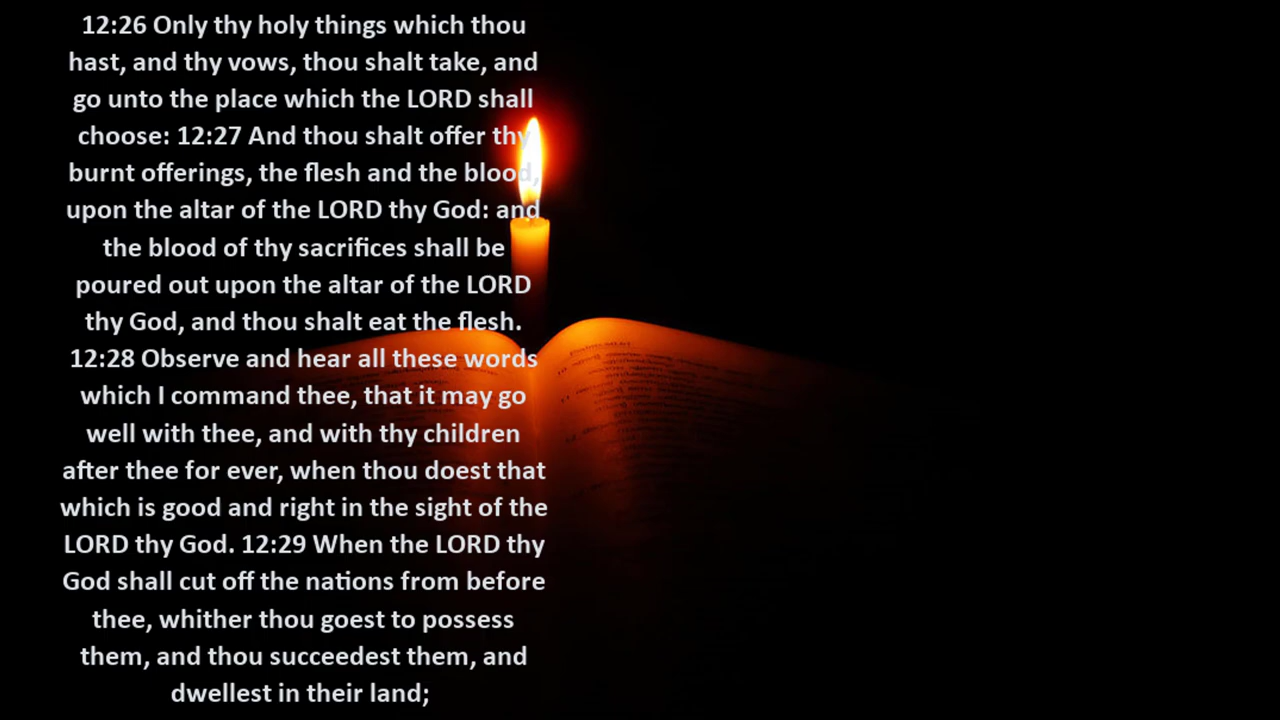 12:26 Only thy holy things which thou
hast, and thy vows, thou shalt take, and
go unto the place which the LORD shall
choose: 12:27 And thou shalt offer thy
burnt offerings, the flesh and the blood,
upon the altar of the LORD thy God: and
the blood of thy sacrifices shall be
poured out upon the altar of the LORD
thy God, and thou shalt eat the flesh.
12:28 Observe and hear all these words
which I command thee, that it may go
well with thee, and with thy children
after thee for ever, when thou doest that
which is good and right in the sight of the
LORD thy God. 12:29 When the LORD thy
God shall cut off the nations from before
thee, whither thou goest to possess
them, and thou succeedest them, and
dwellest in their land;